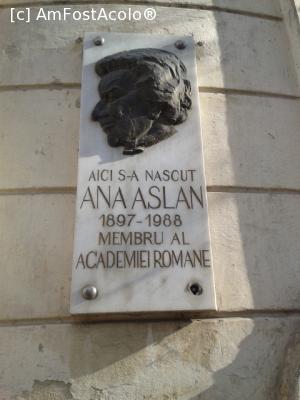 [c] AmFostAcolo®
AICI S-A NASCUT
ANA ASLAN
1897-1988
MEMBRU AL
ACADEMIEI ROMANE